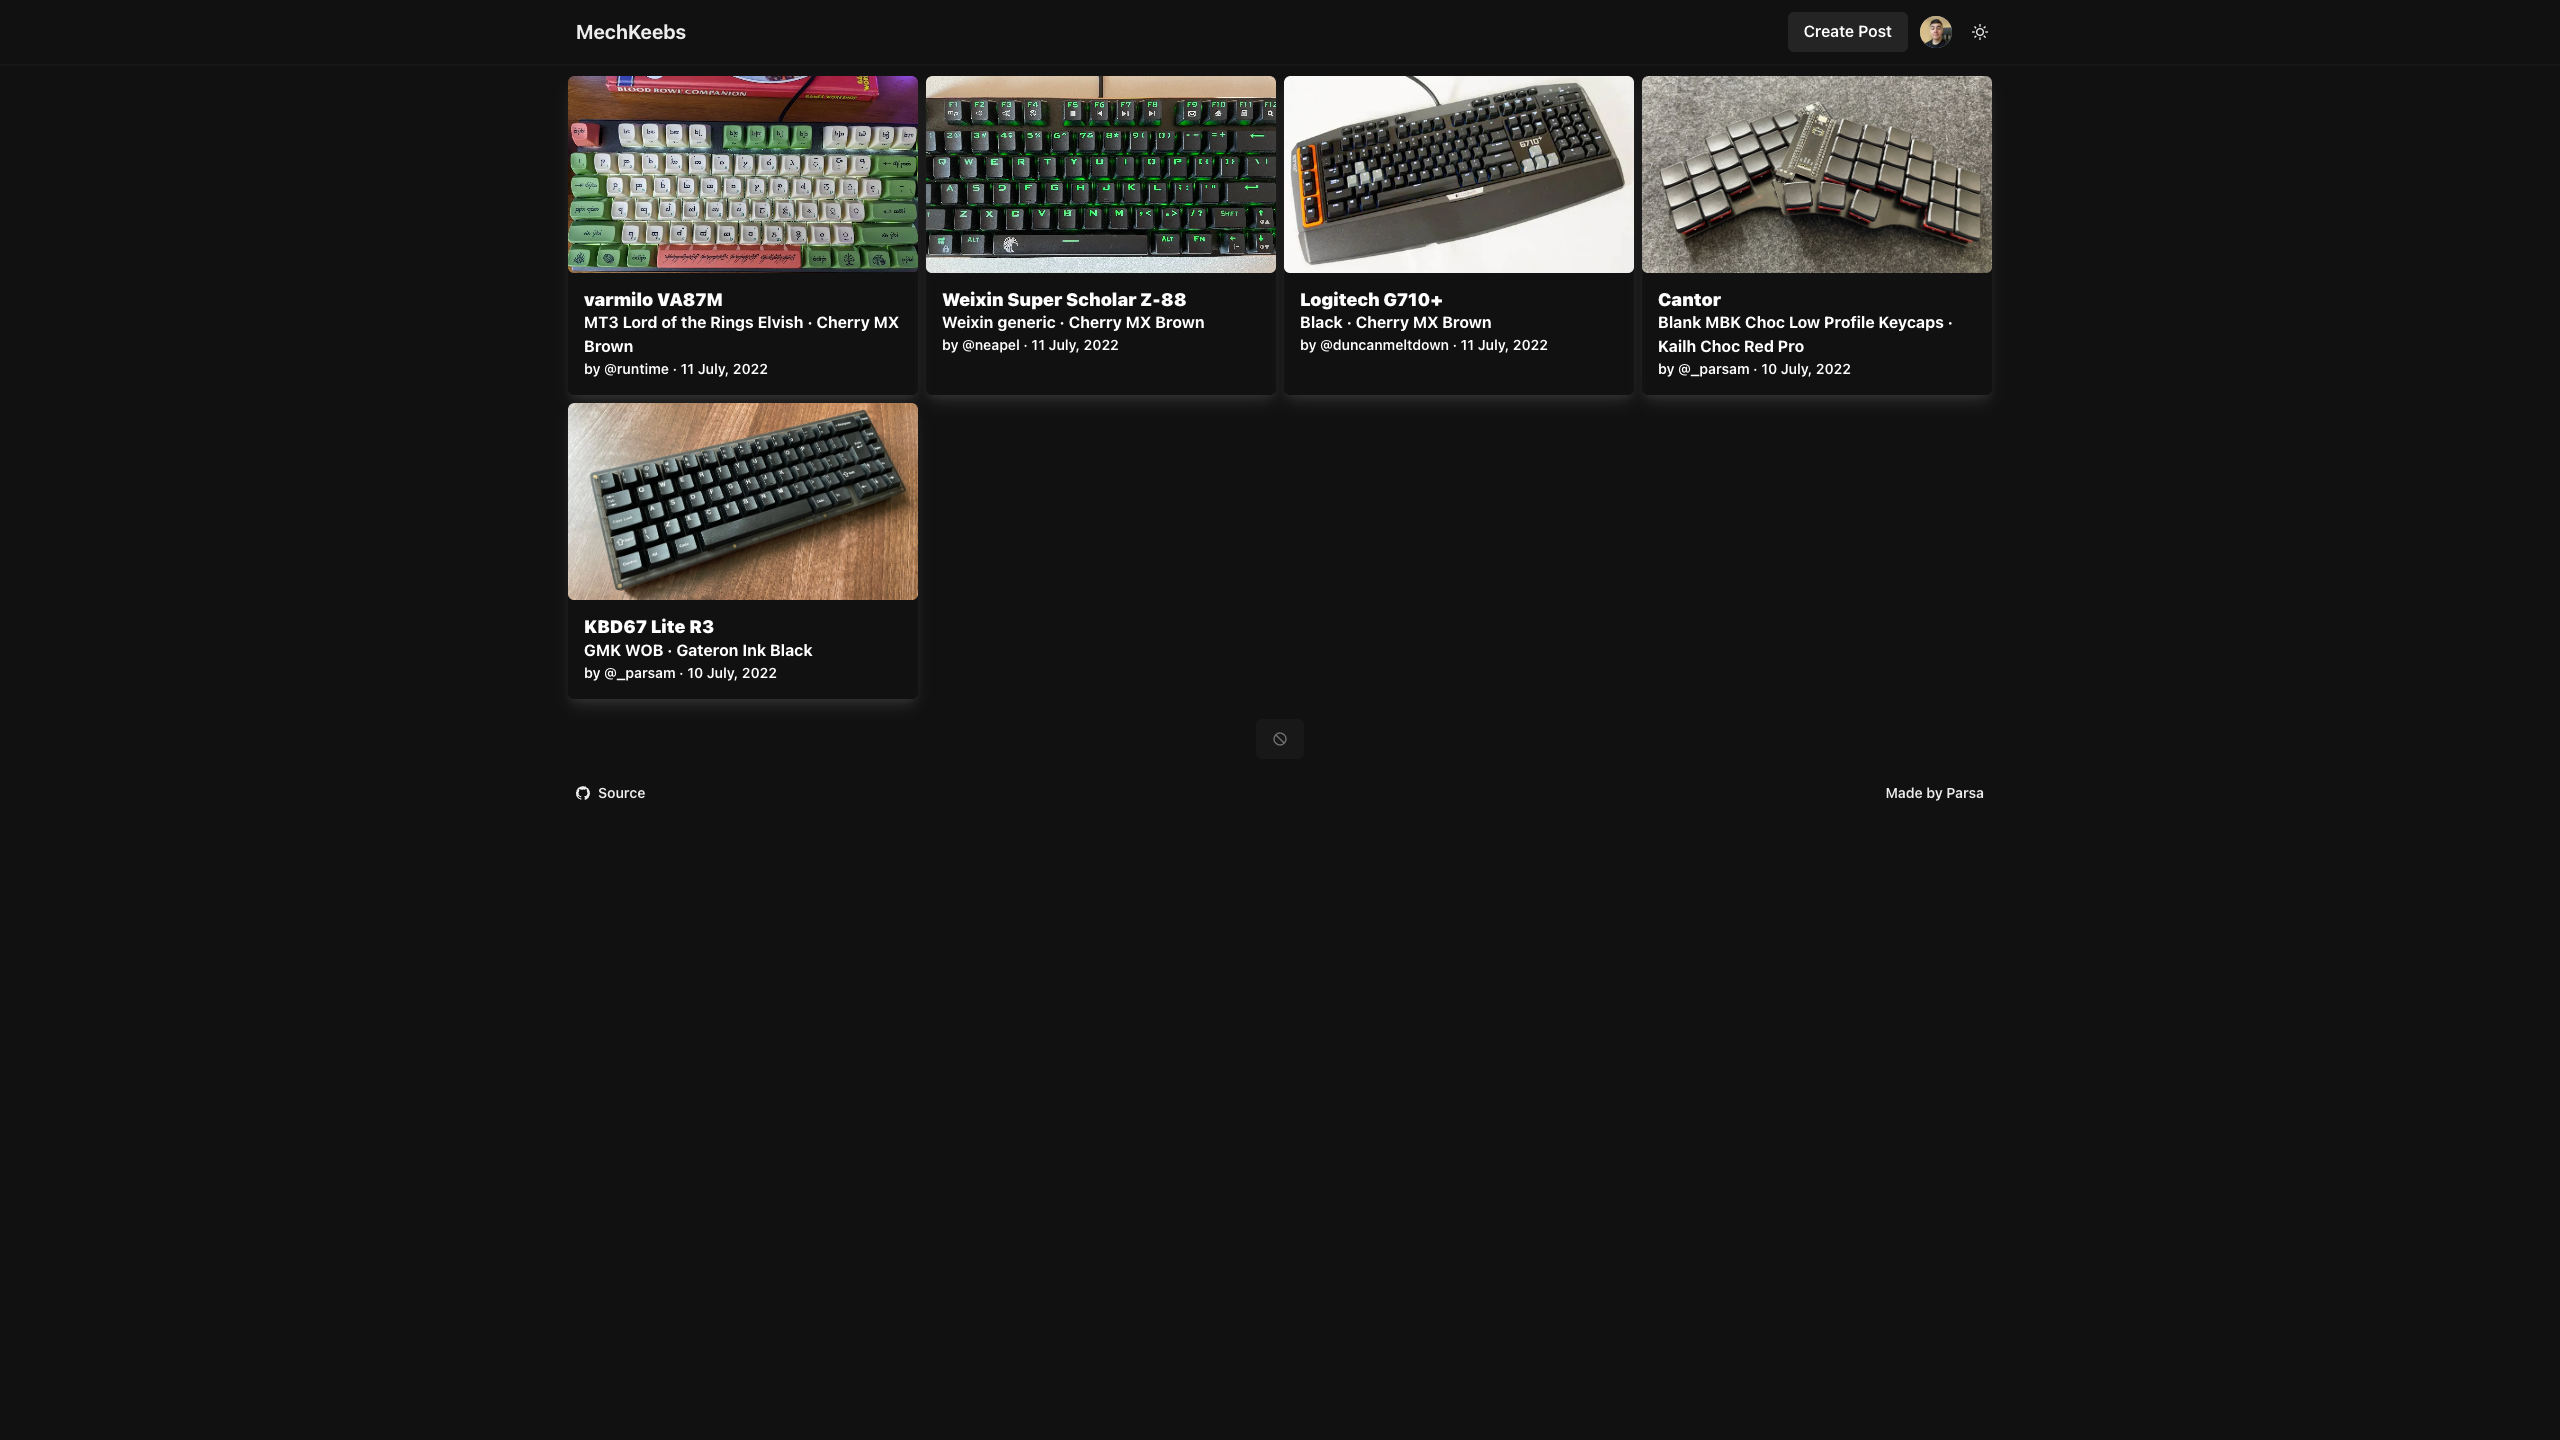 MechKeebs
Create Post
BLOOD BOWL COMPANION
G710+
varmilo VA87M
MT3 Lord of the Rings Elvish · Cherry MX
Brown
by @runtime · 11 July, 2022
Weixin Super Scholar Z-88
Weixin generic · Cherry MX Brown
by @neapel · 11 July, 2022
Logitech G710+
Black · Cherry MX Brown
by @duncanmeltdown · 11 July, 2022
Cantor
Blank MBK Choc Low Profile Keycaps ·
Kailh Choc Red Pro
by @_parsam · 10 July, 2022
KBD67 Lite R3
GMK WOB · Gateron Ink Black
by @_parsam · 10 July, 2022
Source
Made by Parsa